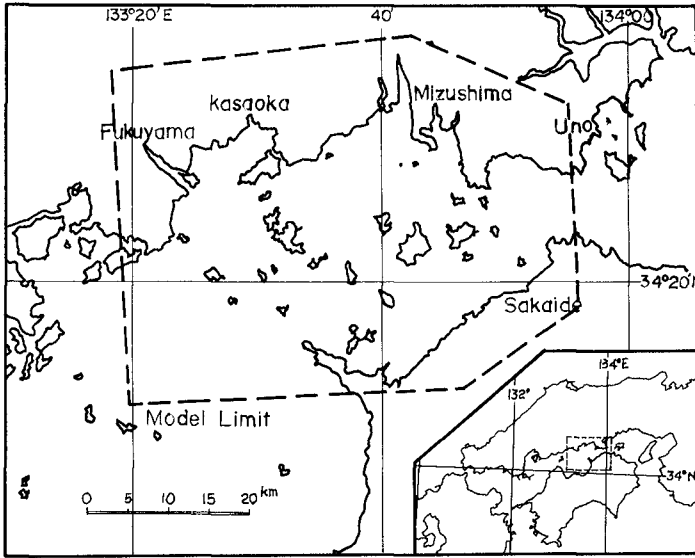 133°20′E
40′
134°00′
Mizushima
kasaoka
Uno
Fukuyama
34°20′N
Sakaide
Model Limit
0 5 10 15 20 km
134°E
132°
34°N